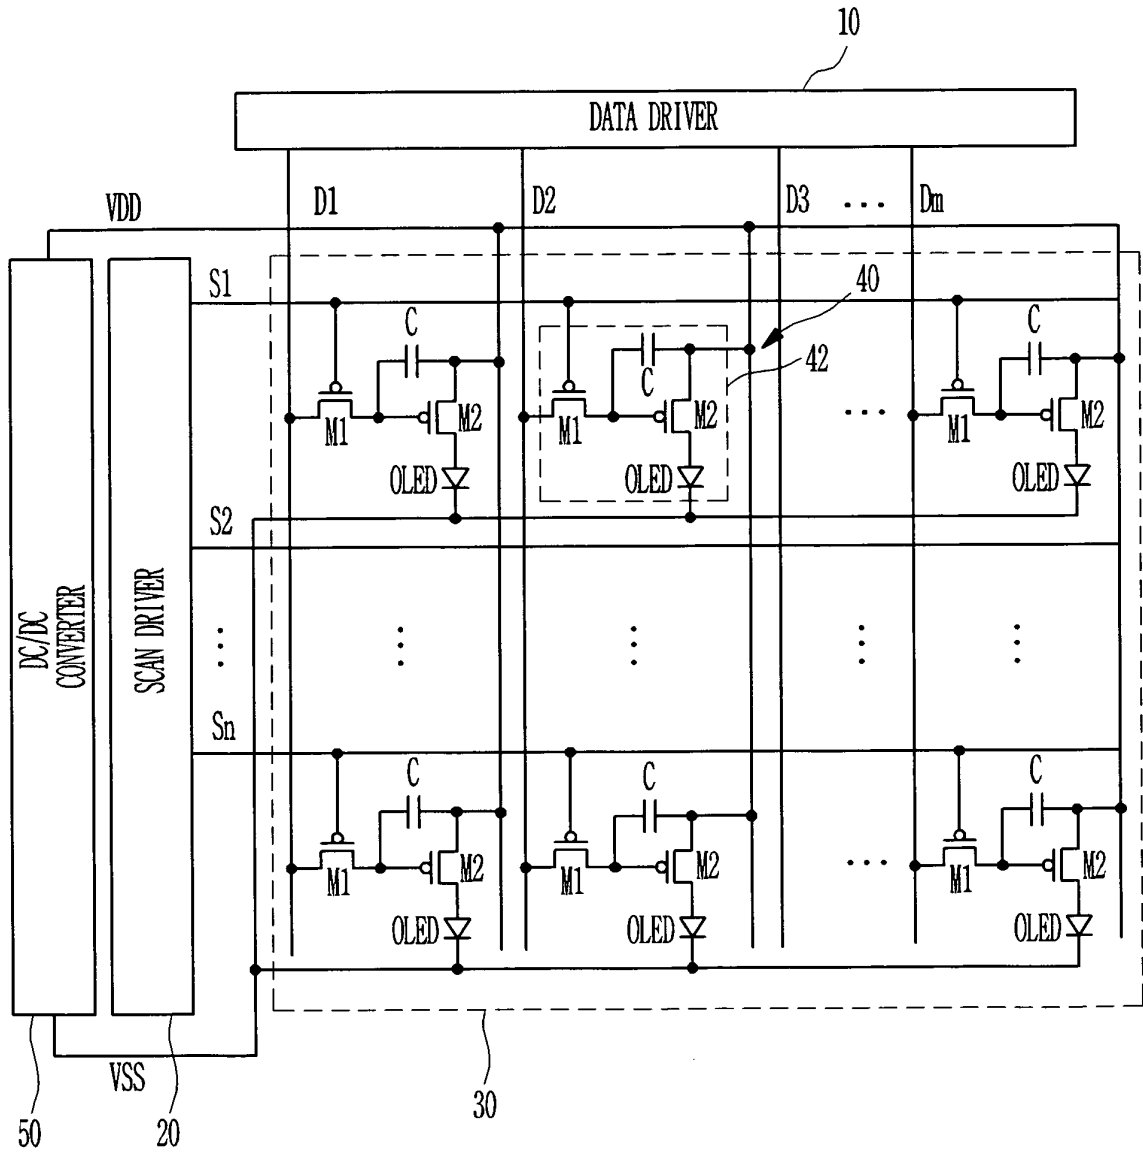 10
DATA DRIVER
VDD
D1
D2
D3
...
Dm
S1
40
C
C
C
42
M1
M2
M1
M2
...
M1
M2
OLED
OLED
OLED
S2
DC/DC
CONVERTER
SCAN DRIVER
Sn
C
C
C
M1
M2
M1
M2
...
M1
M2
OLED
OLED
OLED
VSS
50
20
30